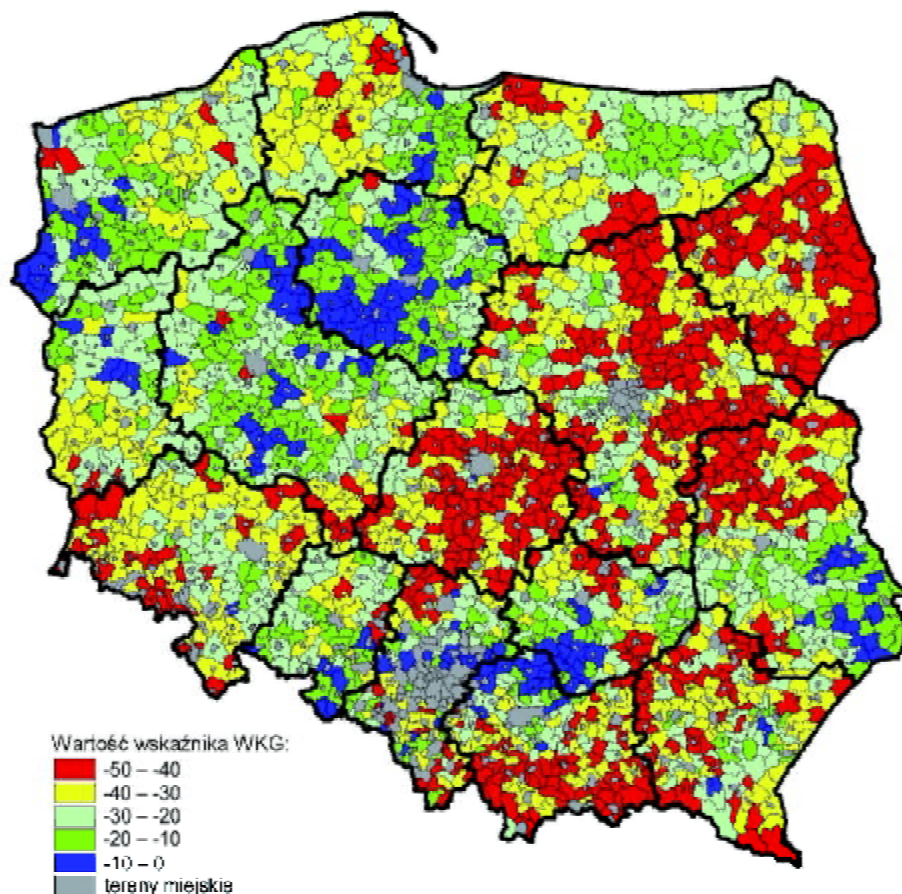 Wartość wskaźnika WKG:
-50 – -40
-40 – -30
-30 – -20
-20 – -10
-10 – 0
tereny miejskie